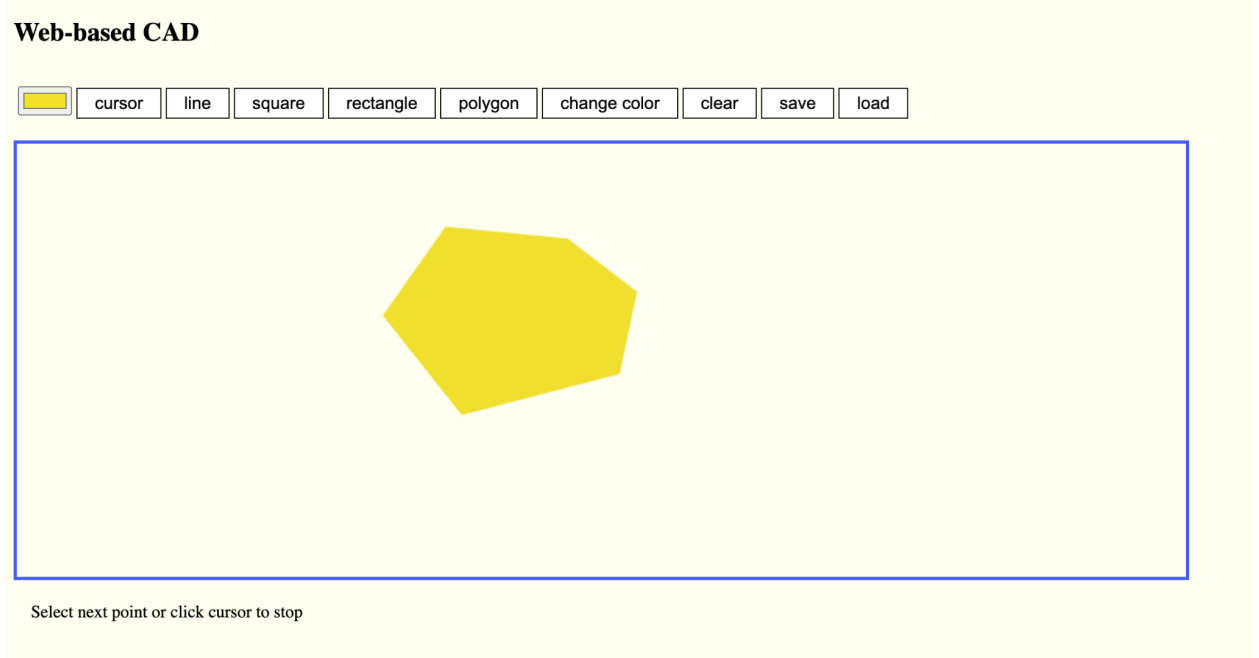 Web-based CAD
cursor line square rectangle polygon change color clear save load
Select next point or click cursor to stop